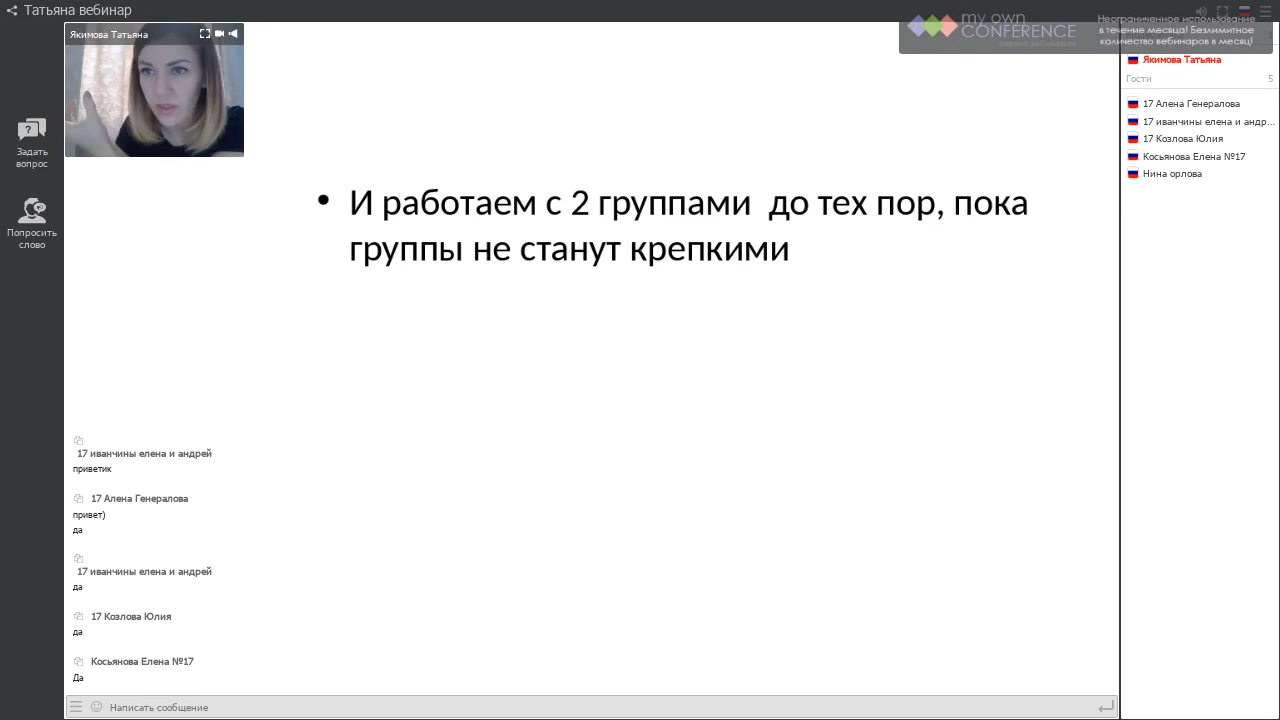 Татьяна вебинар
Якимова Татьяна
my own
CONFERENCE
Неограниченное использование
в течение месяца! Безлимитное
количество вебинаров в месяц!
Якимова Татьяна
Гости 5
17 Алена Генералова
17 иванчины елена и андр...
17 Козлова Юлия
Косьянова Елена №17
Нина орлова
Задать
вопрос
Попросить
слово
• И работаем с 2 группами до тех пор, пока
группы не станут крепкими
17 иванчины елена и андрей
приветик
17 Алена Генералова
привет)
да
17 иванчины елена и андрей
да
17 Козлова Юлия
да
Косьянова Елена №17
Да
Написать сообщение